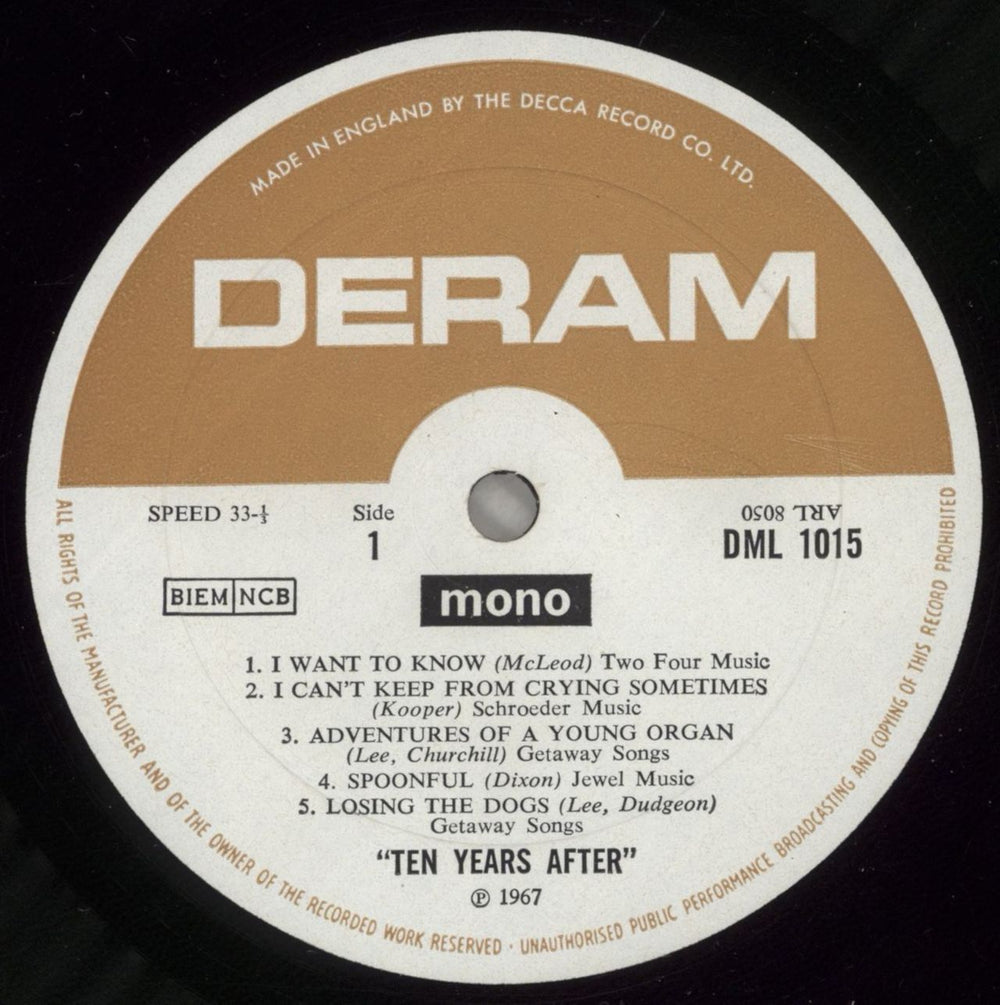 MADE IN ENGLAND BY THE DECCA RECORD CO. LTD.
DERAM
SPEED 33-⅓
Side
1
ARL 8050
DML 1015
BIEM NCB
mono
1. I WANT TO KNOW (McLeod) Two Four Music
2. I CAN'T KEEP FROM CRYING SOMETIMES
(Kooper) Schroeder Music
3. ADVENTURES OF A YOUNG ORGAN
(Lee, Churchill) Getaway Songs
4. SPOONFUL (Dixon) Jewel Music
5. LOSING THE DOGS (Lee, Dudgeon)
Getaway Songs
"TEN YEARS AFTER"
℗ 1967
ALL RIGHTS OF THE MANUFACTURER AND OF THE OWNER OF THE RECORDED WORK RESERVED · UNAUTHORISED PUBLIC PERFORMANCE BROADCASTING AND COPYING OF THIS RECORD PROHIBITED